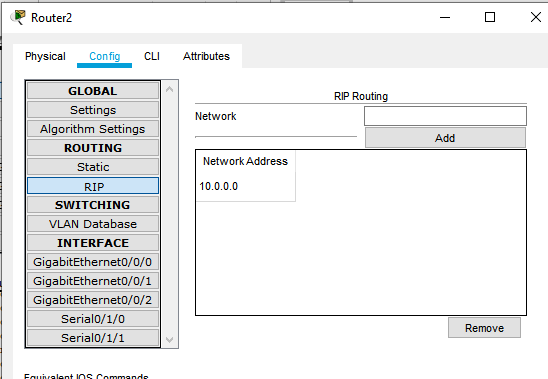 Router2
Physical Config CLI Attributes
GLOBAL
Settings
Algorithm Settings
ROUTING
Static
RIP
SWITCHING
VLAN Database
INTERFACE
GigabitEthernet0/0/0
GigabitEthernet0/0/1
GigabitEthernet0/0/2
Serial0/1/0
Serial0/1/1
RIP Routing
Network
Add
Network Address
10.0.0.0
Remove
Equivalent IOS Commands